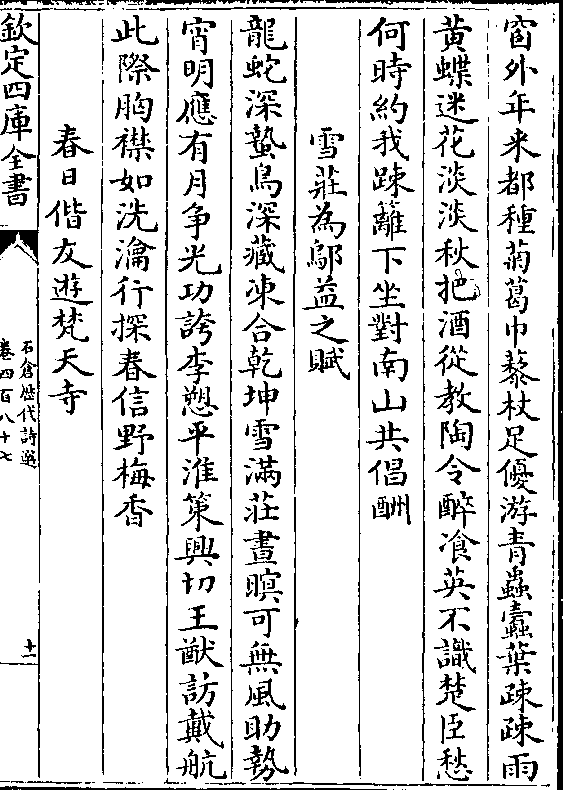 窗外年来都種菊葛巾藜杖足優游青蟲蠧葉疎疎雨
黄蝶迷花淡淡秋把酒從教陶令醉飡英不識楚臣愁
何時約我疎籬下坐對南山共倡酬
雪莊為鄔益之賦
龍蛇深蟄鳥深藏凍合乾坤雪滿莊晝暝可無風助勢
宵明應有月争光功誇李愬平淮策興切王猷訪戴航
此際胸襟如洗瀹行探春信野梅香
春日偕友遊梵天寺
欽定四庫全書
石倉歴代詩選
卷四百八十七
十一